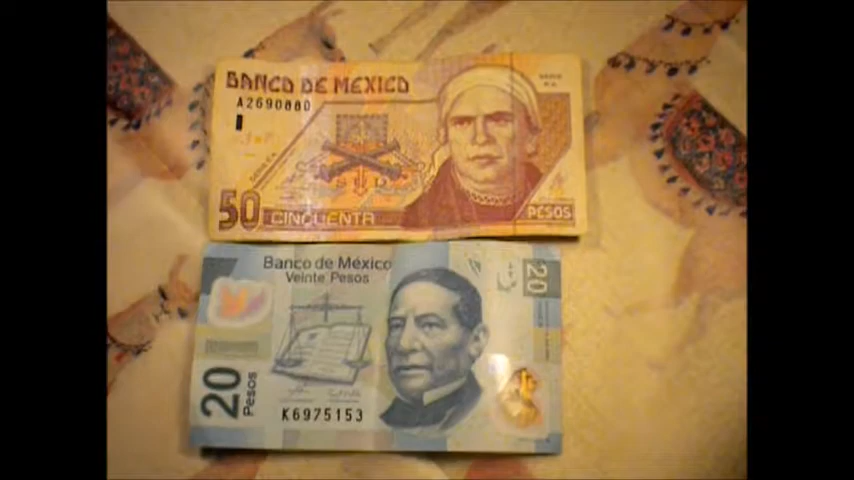 BANCO DE MEXICO
A2690880
50
CINCUENTA
PESOS
Banco de México
Veinte Pesos
20
20
Pesos
K6975153